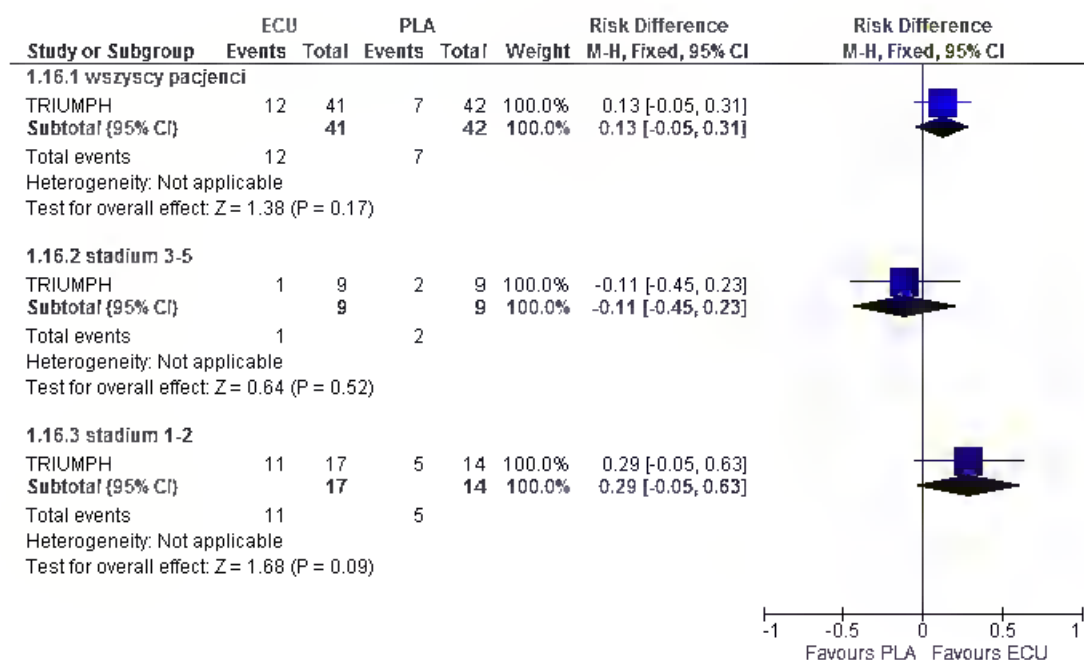 ECU PLA Risk Difference Risk Difference
Study or Subgroup Events Total Events Total Weight M-H, Fixed, 95% CI M-H, Fixed, 95% CI
1.16.1 wszyscy pacjenci
TRIUMPH 12 41 7 42 100.0% 0.13 [-0.05, 0.31]
Subtotal (95% CI) 41 42 100.0% 0.13 [-0.05, 0.31]
Total events 12 7
Heterogeneity: Not applicable
Test for overall effect: Z = 1.38 (P = 0.17)
1.16.2 stadium 3-5
TRIUMPH 1 9 2 9 100.0% -0.11 [-0.45, 0.23]
Subtotal (95% CI) 9 9 100.0% -0.11 [-0.45, 0.23]
Total events 1 2
Heterogeneity: Not applicable
Test for overall effect: Z = 0.64 (P = 0.52)
1.16.3 stadium 1-2
TRIUMPH 11 17 5 14 100.0% 0.29 [-0.05, 0.63]
Subtotal (95% CI) 17 14 100.0% 0.29 [-0.05, 0.63]
Total events 11 5
Heterogeneity: Not applicable
Test for overall effect: Z = 1.68 (P = 0.09)
-1 -0.5 0 0.5 1
Favours PLA Favours ECU